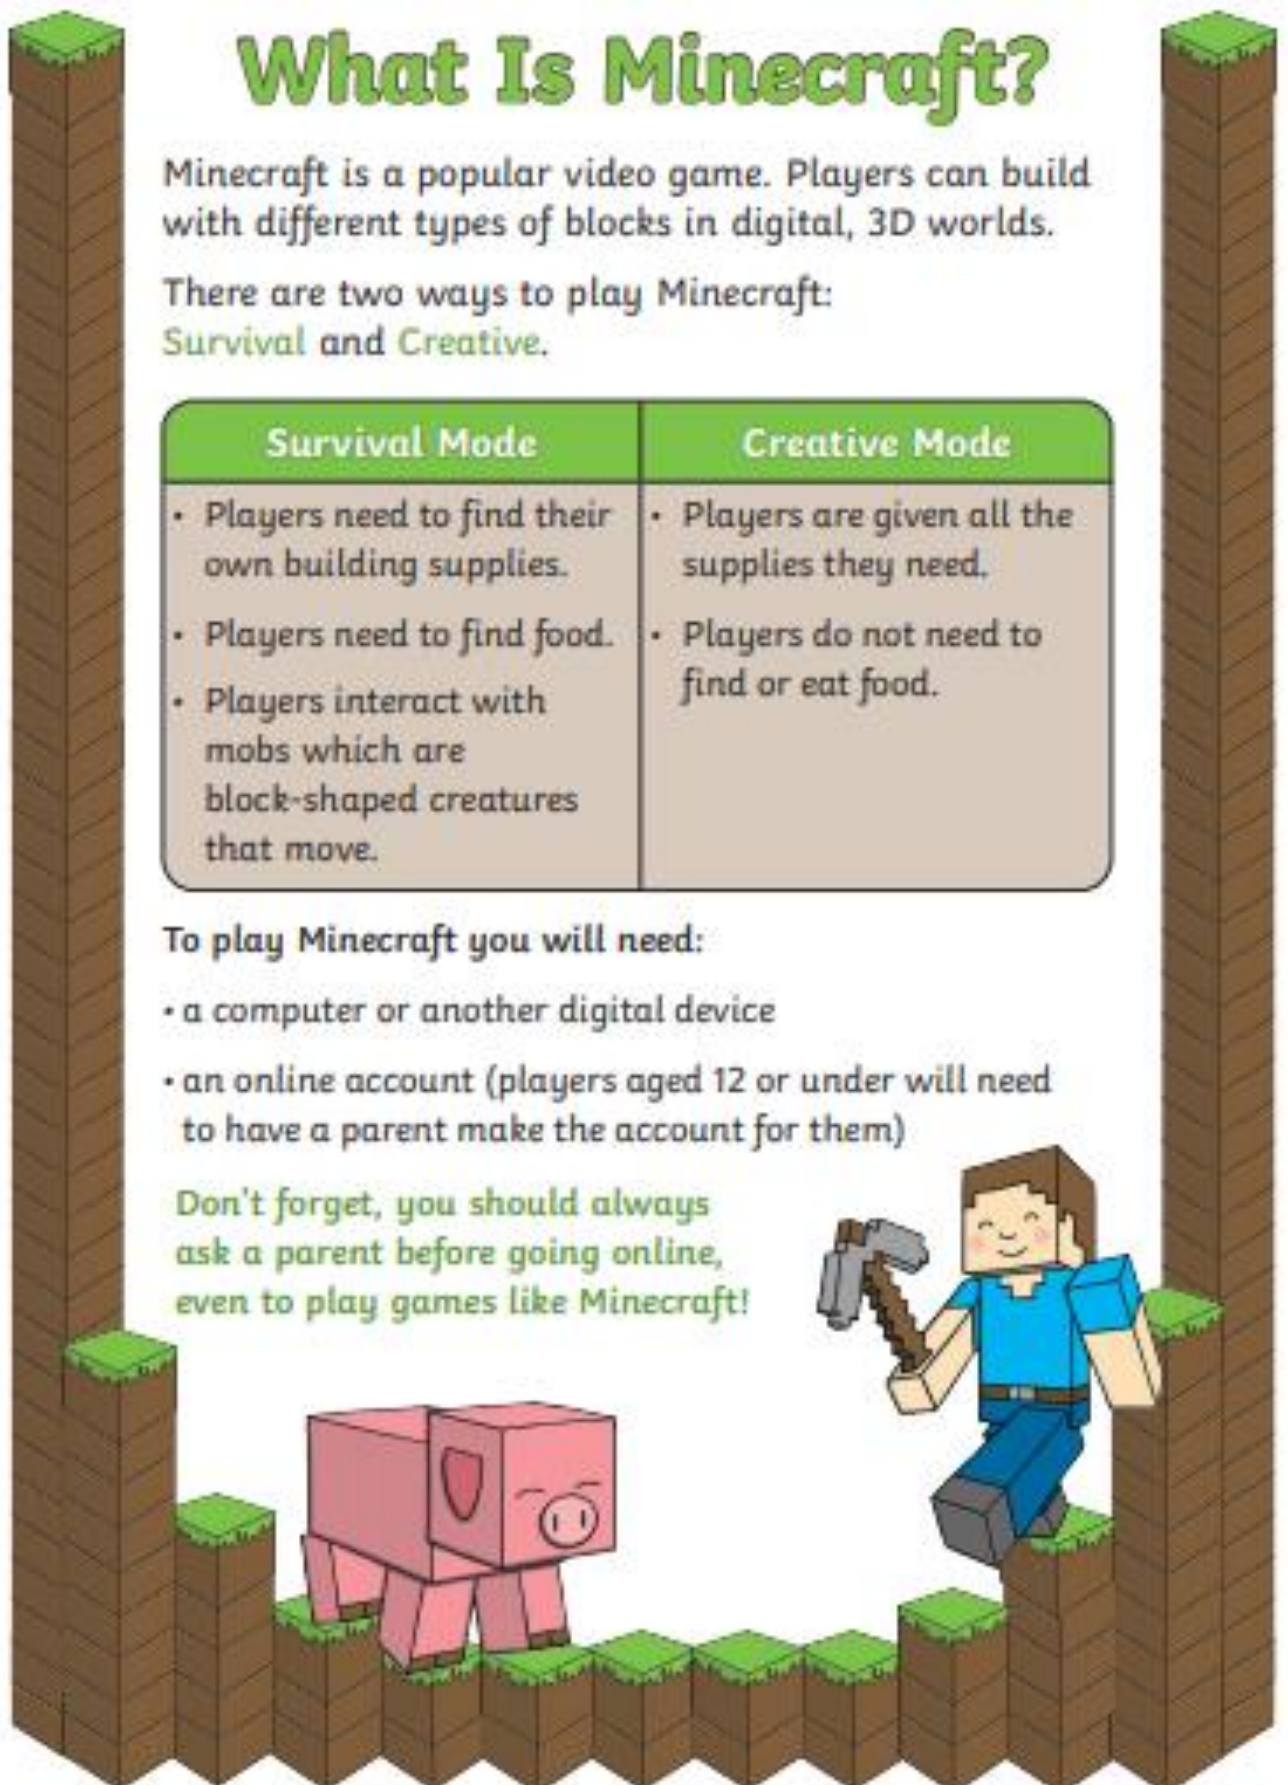 What Is Minecraft?
Minecraft is a popular video game. Players can build
with different types of blocks in digital, 3D worlds.
There are two ways to play Minecraft:
Survival and Creative.
Survival Mode
• Players need to find their
own building supplies.
• Players need to find food.
• Players interact with
mobs which are
block-shaped creatures
that move.
Creative Mode
• Players are given all the
supplies they need.
• Players do not need to
find or eat food.
To play Minecraft you will need:
• a computer or another digital device
• an online account (players aged 12 or under will need
to have a parent make the account for them)
Don't forget, you should always
ask a parent before going online,
even to play games like Minecraft!